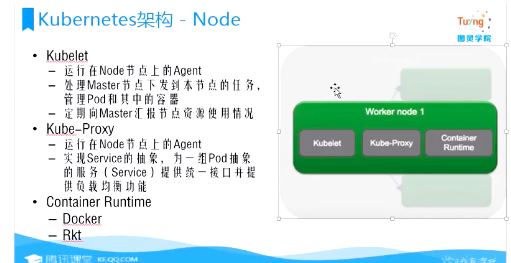 Kubernetes架构 - Node
Turing
图灵学院
• Kubelet
– 运行在Node节点上的Agent
– 处理Master节点下发到本节点的任务，
管理Pod和其中的容器
– 定期向Master汇报节点资源使用情况
• Kube-Proxy
– 运行在Node节点上的Agent
– 实现Service的抽象，为一组Pod抽象
的服务（Service）提供统一接口并提
供负载均衡功能
• Container Runtime
– Docker
– Rkt
Worker node 1
Kubelet
Kube-Proxy
Container
Runtime
腾讯课堂 KE.QQ.COM